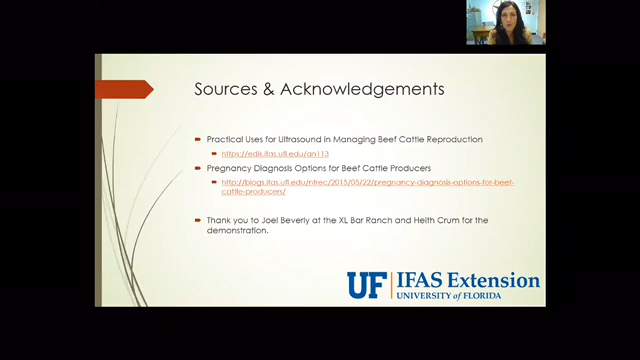 Sources & Acknowledgements
Practical Uses for Ultrasound in Managing Beef Cattle Reproduction
https://edis.ifas.ufl.edu/an113
Pregnancy Diagnosis Options for Beef Cattle Producers
http://blogs.ifas.ufl.edu/nfrec/2015/05/22/pregnancy-diagnosis-options-for-beef-
cattle-producers/
Thank you to Joel Beverly at the XL Bar Ranch and Heith Crum for the
demonstration.
UF IFAS Extension
UNIVERSITY of FLORIDA